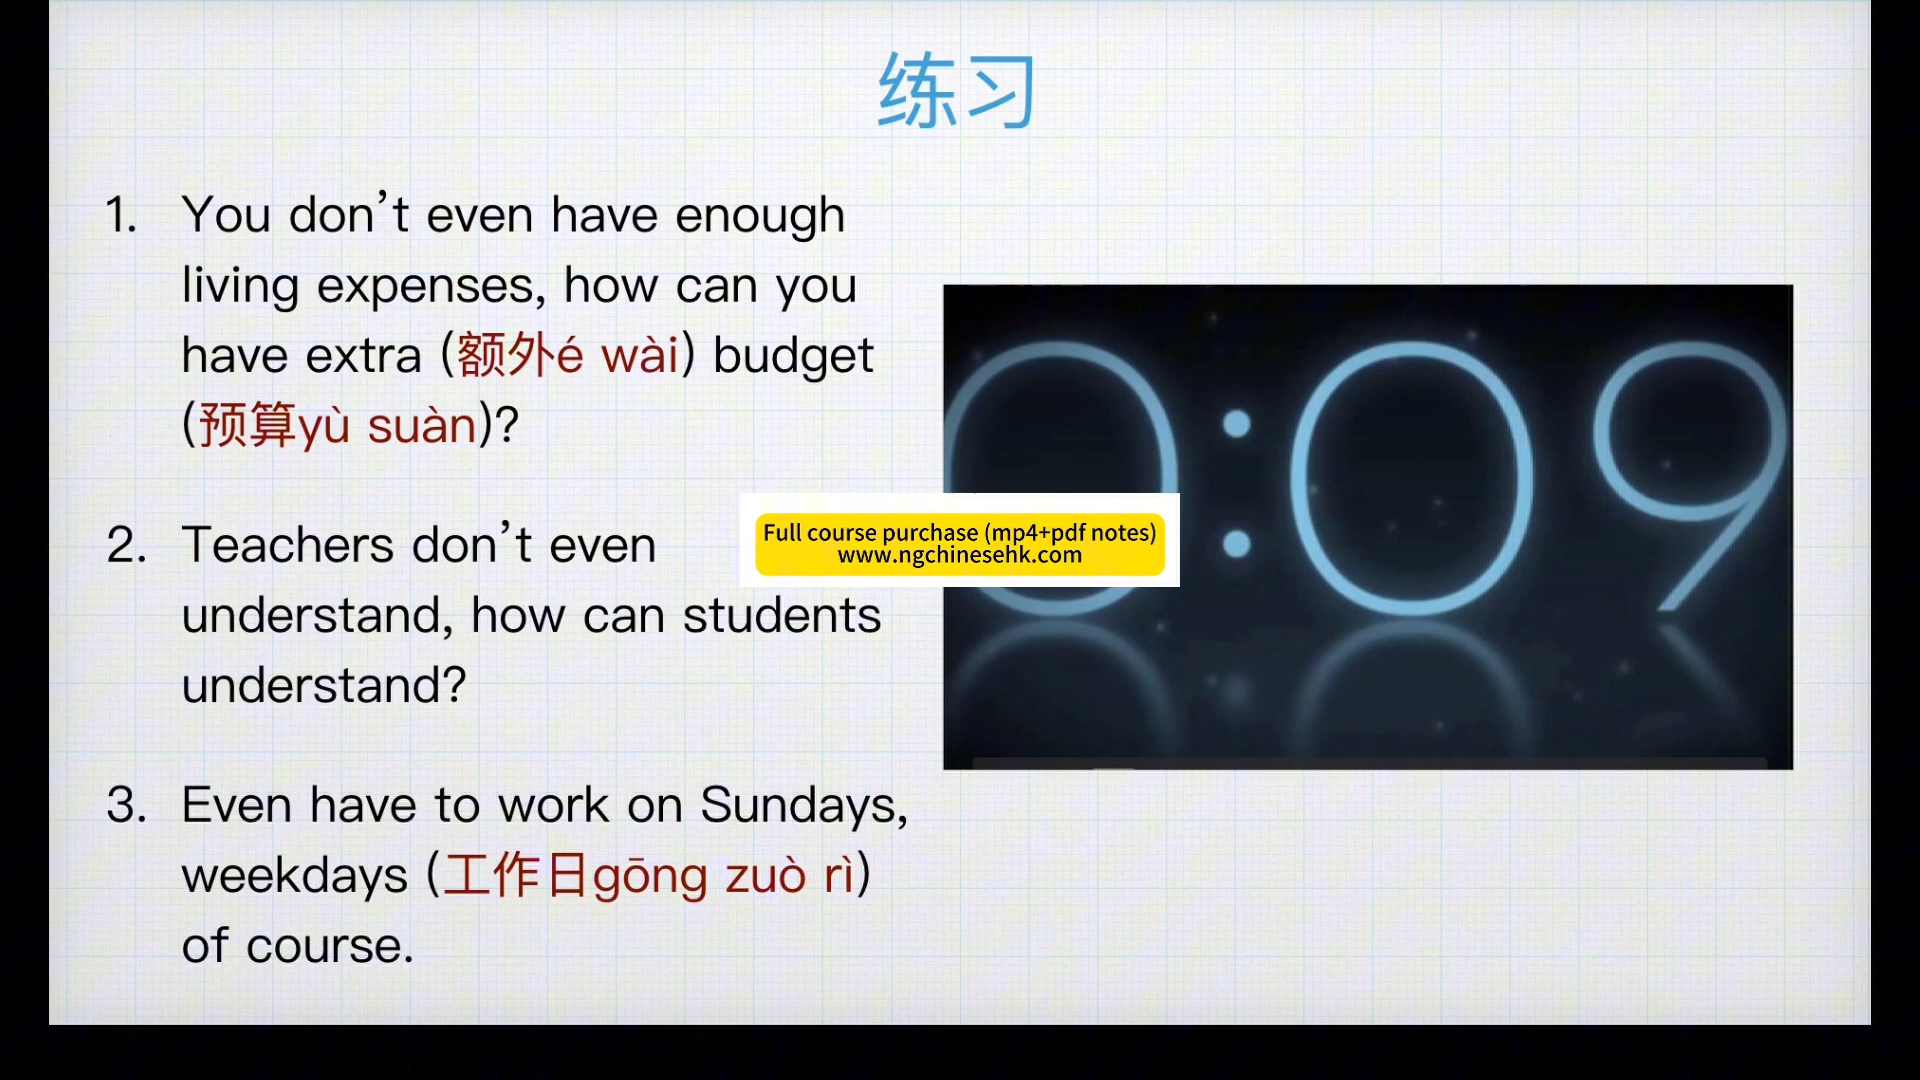 练习
1. You don’t even have enough
living expenses, how can you
have extra (额外é wài) budget
(预算yù suàn)?
2. Teachers don’t even
understand, how can students
understand?
3. Even have to work on Sundays,
weekdays (工作日gōng zuò rì)
of course.
0:09
Full course purchase (mp4+pdf notes)
www.ngchinesehk.com